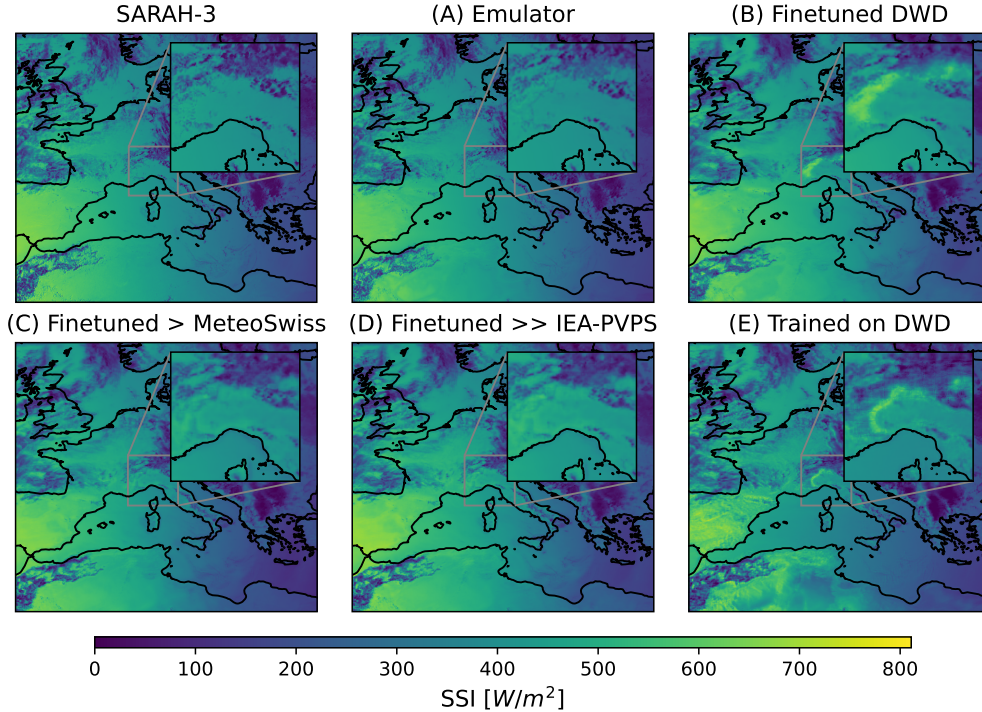 SARAH-3 (A) Emulator (B) Finetuned DWD
(C) Finetuned > MeteoSwiss (D) Finetuned >> IEA-PVPS (E) Trained on DWD
0 100 200 300 400 500 600 700 800
SSI [W/m²]